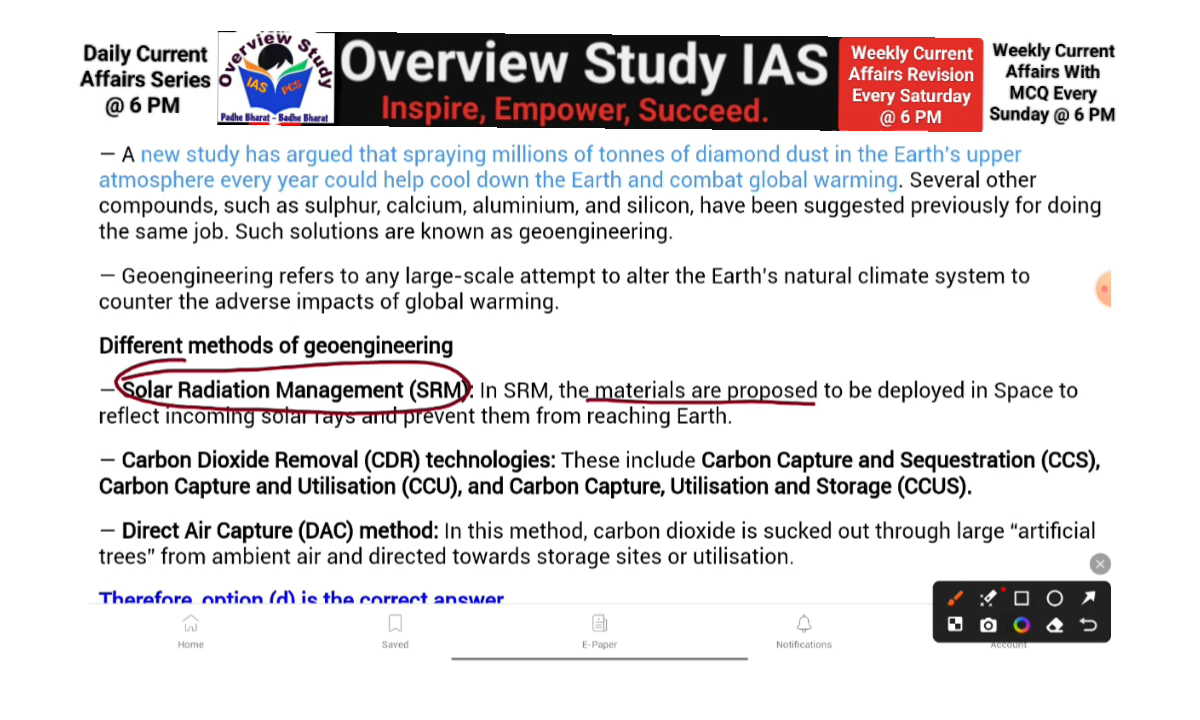 Daily Current
Affairs Series
@ 6 PM
Overview Study
IAS PCS
Padhe Bharat - Badhe Bharat
Overview Study IAS
Inspire, Empower, Succeed.
Weekly Current
Affairs Revision
Every Saturday
@ 6 PM
Weekly Current
Affairs With
MCQ Every
Sunday @ 6 PM
— A new study has argued that spraying millions of tonnes of diamond dust in the Earth's upper
atmosphere every year could help cool down the Earth and combat global warming. Several other
compounds, such as sulphur, calcium, aluminium, and silicon, have been suggested previously for doing
the same job. Such solutions are known as geoengineering.
— Geoengineering refers to any large-scale attempt to alter the Earth's natural climate system to
counter the adverse impacts of global warming.
Different methods of geoengineering
— Solar Radiation Management (SRM): In SRM, the materials are proposed to be deployed in Space to
reflect incoming solar rays and prevent them from reaching Earth.
— Carbon Dioxide Removal (CDR) technologies: These include Carbon Capture and Sequestration (CCS),
Carbon Capture and Utilisation (CCU), and Carbon Capture, Utilisation and Storage (CCUS).
— Direct Air Capture (DAC) method: In this method, carbon dioxide is sucked out through large “artificial
trees” from ambient air and directed towards storage sites or utilisation.
Therefore, option (d) is the correct answer
Home
Saved
E-Paper
Notifications
Account